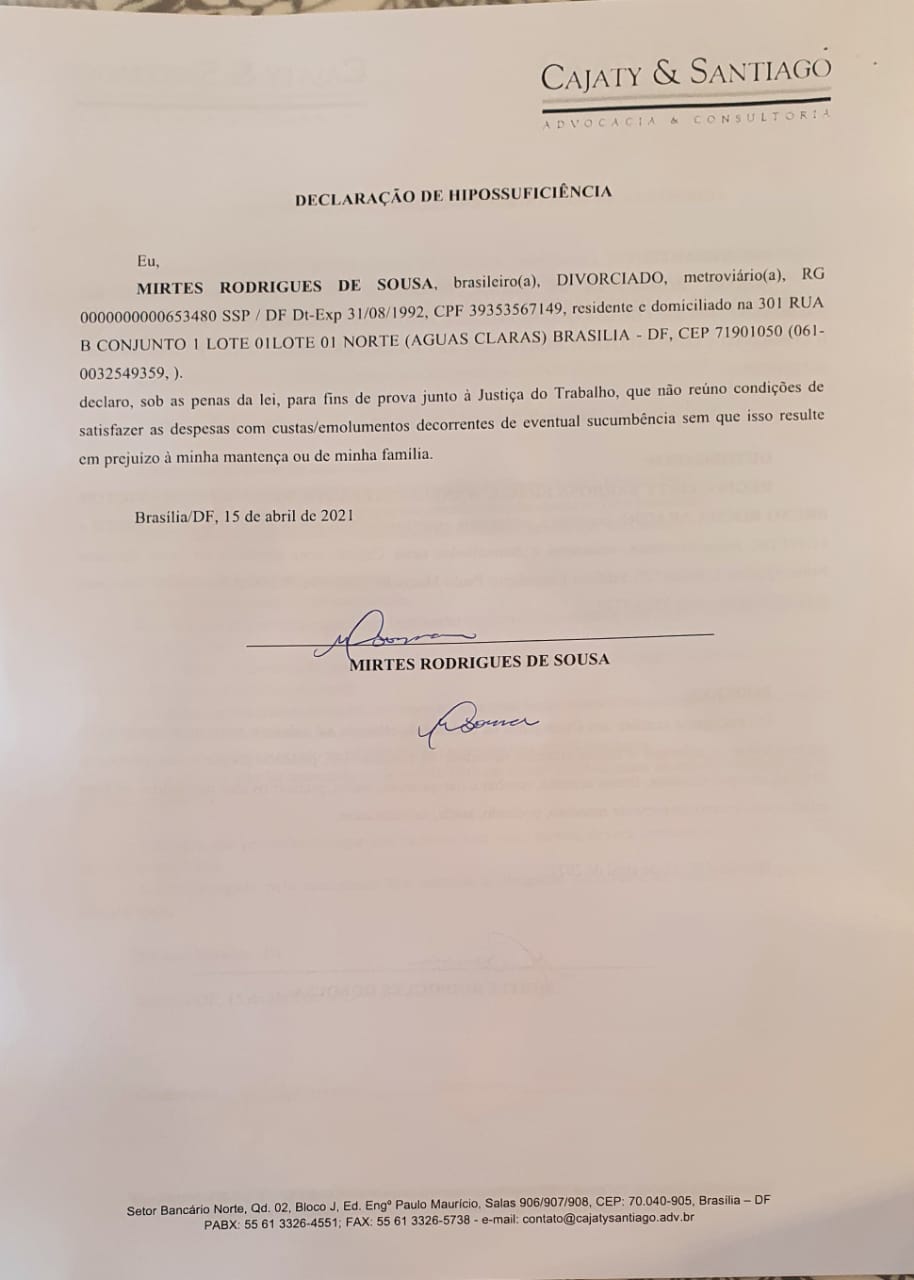 CAJATY & SANTIAGO
ADVOCACIA & CONSULTORIA
DECLARAÇÃO DE HIPOSSUFICIÊNCIA
Eu,
MIRTES RODRIGUES DE SOUSA, brasileiro(a), DIVORCIADO, metroviário(a), RG
0000000000653480 SSP / DF Dt-Exp 31/08/1992, CPF 39353567149, residente e domiciliado na 301 RUA
B CONJUNTO 1 LOTE 01LOTE 01 NORTE (AGUAS CLARAS) BRASILIA - DF, CEP 71901050 (061-
0032549359, ).
declaro, sob as penas da lei, para fins de prova junto à Justiça do Trabalho, que não reúno condições de
satisfazer as despesas com custas/emolumentos decorrentes de eventual sucumbência sem que isso resulte
em prejuizo à minha mantença ou de minha família.
Brasília/DF, 15 de abril de 2021
MIRTES RODRIGUES DE SOUSA
Setor Bancário Norte, Qd. 02, Bloco J, Ed. Engº Paulo Maurício, Salas 906/907/908, CEP: 70.040-905, Brasília – DF
PABX: 55 61 3326-4551; FAX: 55 61 3326-5738 - e-mail: contato@cajatysantiago.adv.br